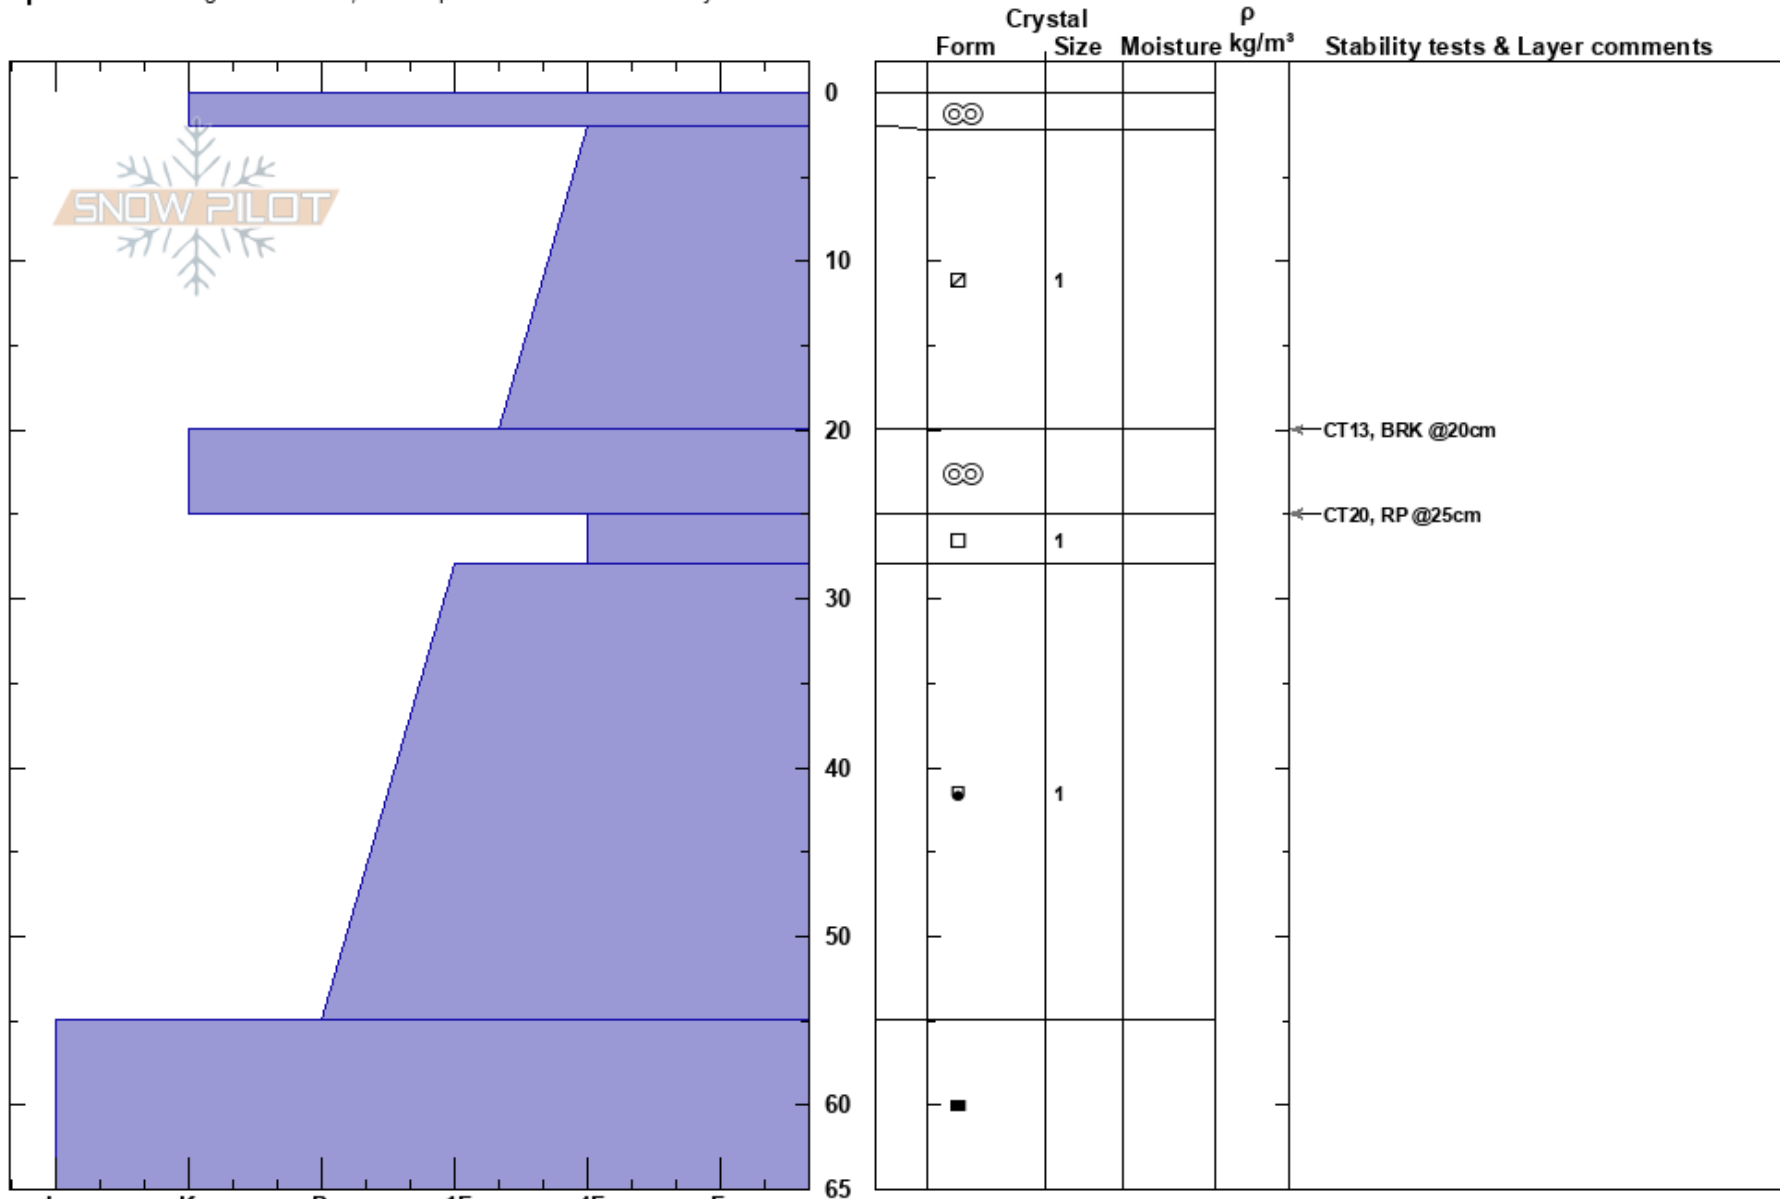 Crystal
ρ
Form Size Moisture kg/m³ Stability tests & Layer comments
0
SNOW PILOT
10
1
20
CT13, BRK @20cm
CT20, RP @25cm
1
30
40
1
50
60
65